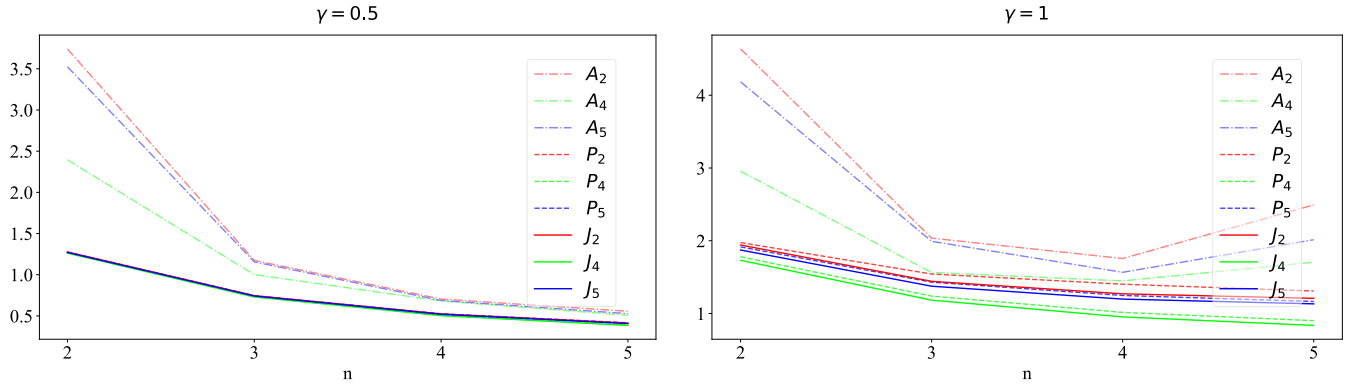 γ = 0.5
3.5
3.0
2.5
2.0
1.5
1.0
0.5
2
3
4
5
n
A₂
A₄
A₅
P₂
P₄
P₅
J₂
J₄
J₅
γ = 1
4
3
2
1
2
3
4
5
n
A₂
A₄
A₅
P₂
P₄
P₅
J₂
J₄
J₅